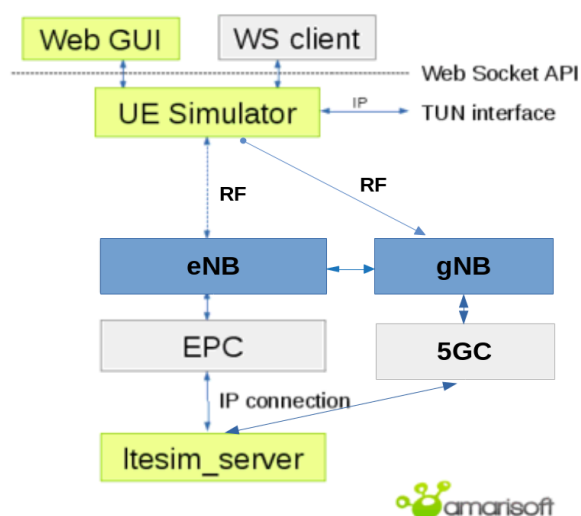 Web GUI
WS client
Web Socket API
UE Simulator
IP
TUN interface
RF
RF
eNB
gNB
EPC
5GC
IP connection
ltesim_server
amarisoft